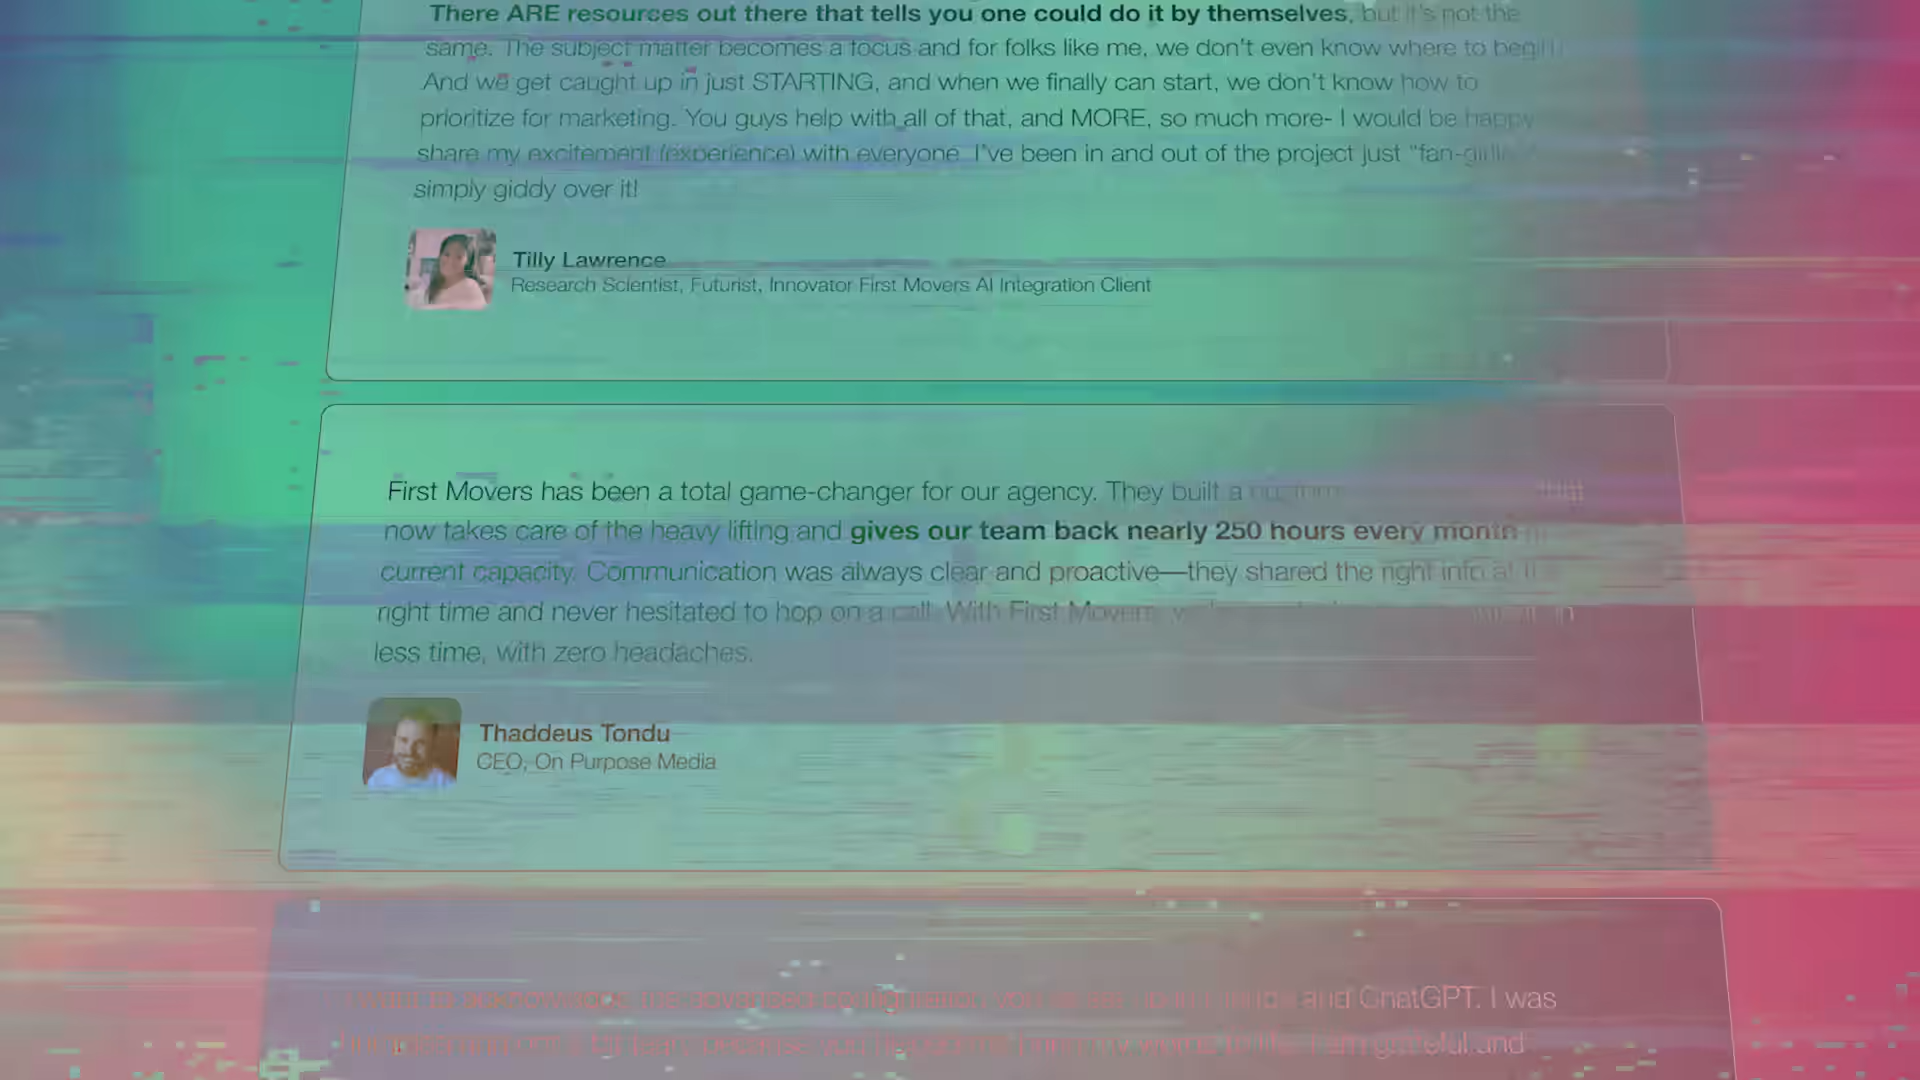 There ARE resources out there that tells you one could do it by themselves, but it's not the
same. The subject matter becomes a focus and for folks like me, we don't even know where to begin!
And we get caught up in just STARTING, and when we finally can start, we don't know how to
prioritize for marketing. You guys help with all of that, and MORE, so much more- I would be happy
share my excitement (experience) with everyone. I've been in and out of the project just
simply giddy over it!
Tilly Lawrence
Research Scientist, Futurist, Innovator First Movers AI Integration Client
First Movers has been a total game-changer for our agency. They built a
now takes care of the heavy lifting and gives our team back nearly 250 hours every month
current capacity. Communication was always clear and proactive—they shared the right info at
right time and never hesitated to hop on a call. With First Movers, in
less time, with zero headaches.
Thaddeus Tondu
CEO, On Purpose Media
I want to acknowledge the advanced configuration and ChatGPT. I was
grateful and